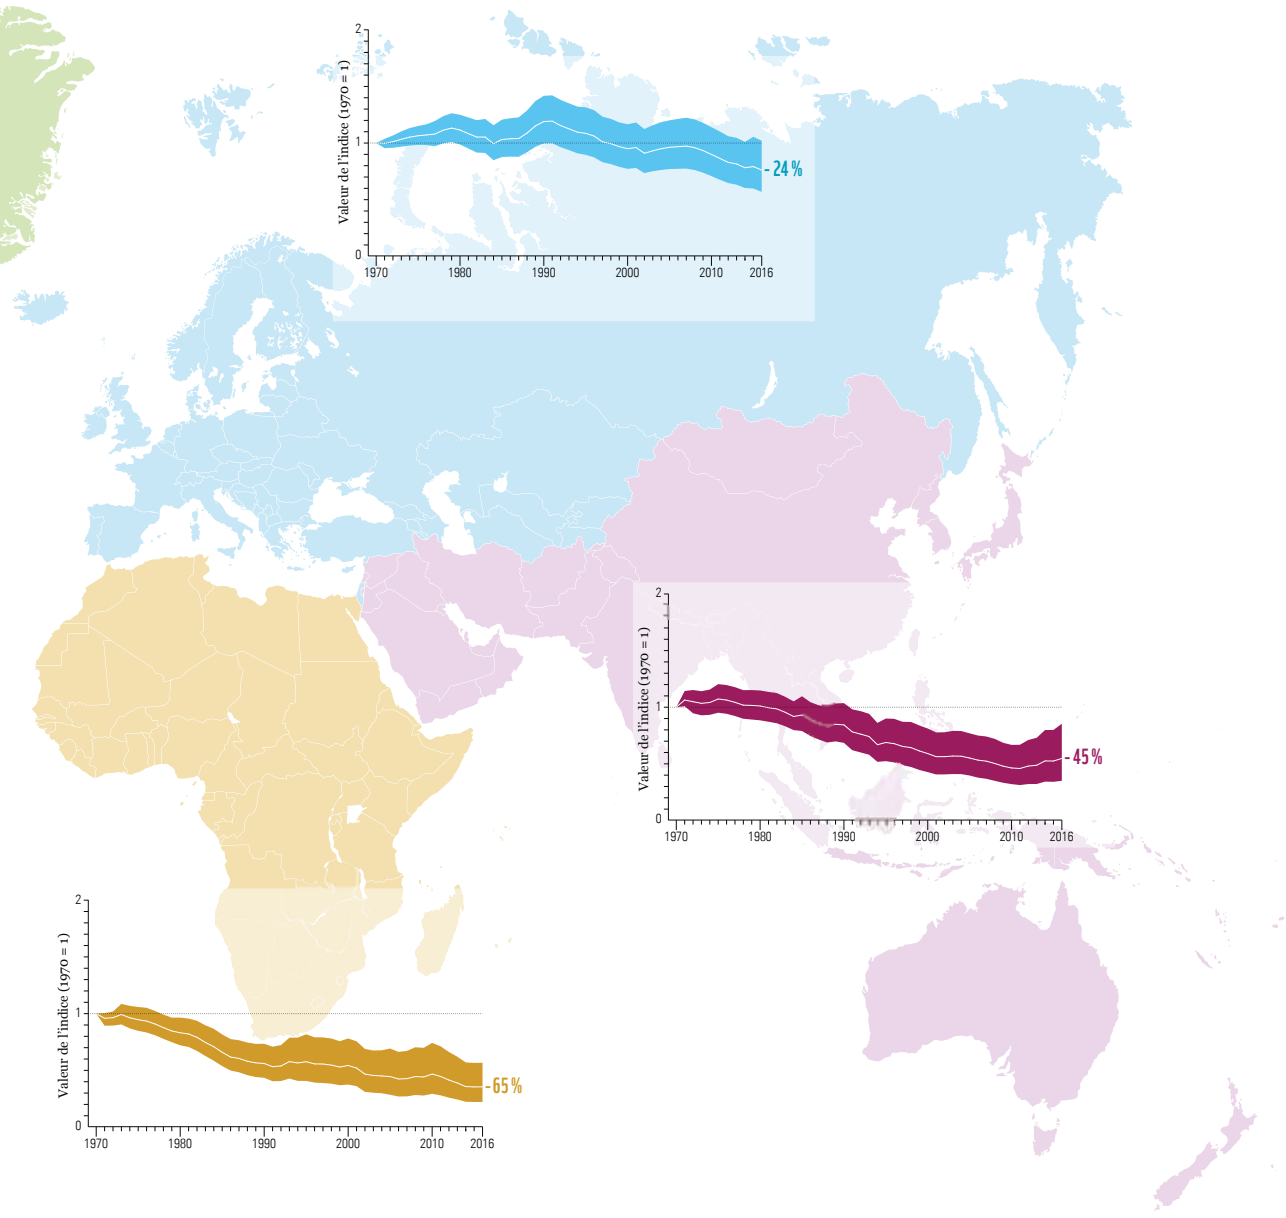 2
1
0
Valeur de l'indice (1970 = 1)
1970 1980 1990 2000 2010 2016
- 24 %
2
1
0
Valeur de l'indice (1970 = 1)
1970 1980 1990 2000 2010 2016
- 45 %
2
1
0
Valeur de l'indice (1970 = 1)
1970 1980 1990 2000 2010 2016
- 65 %